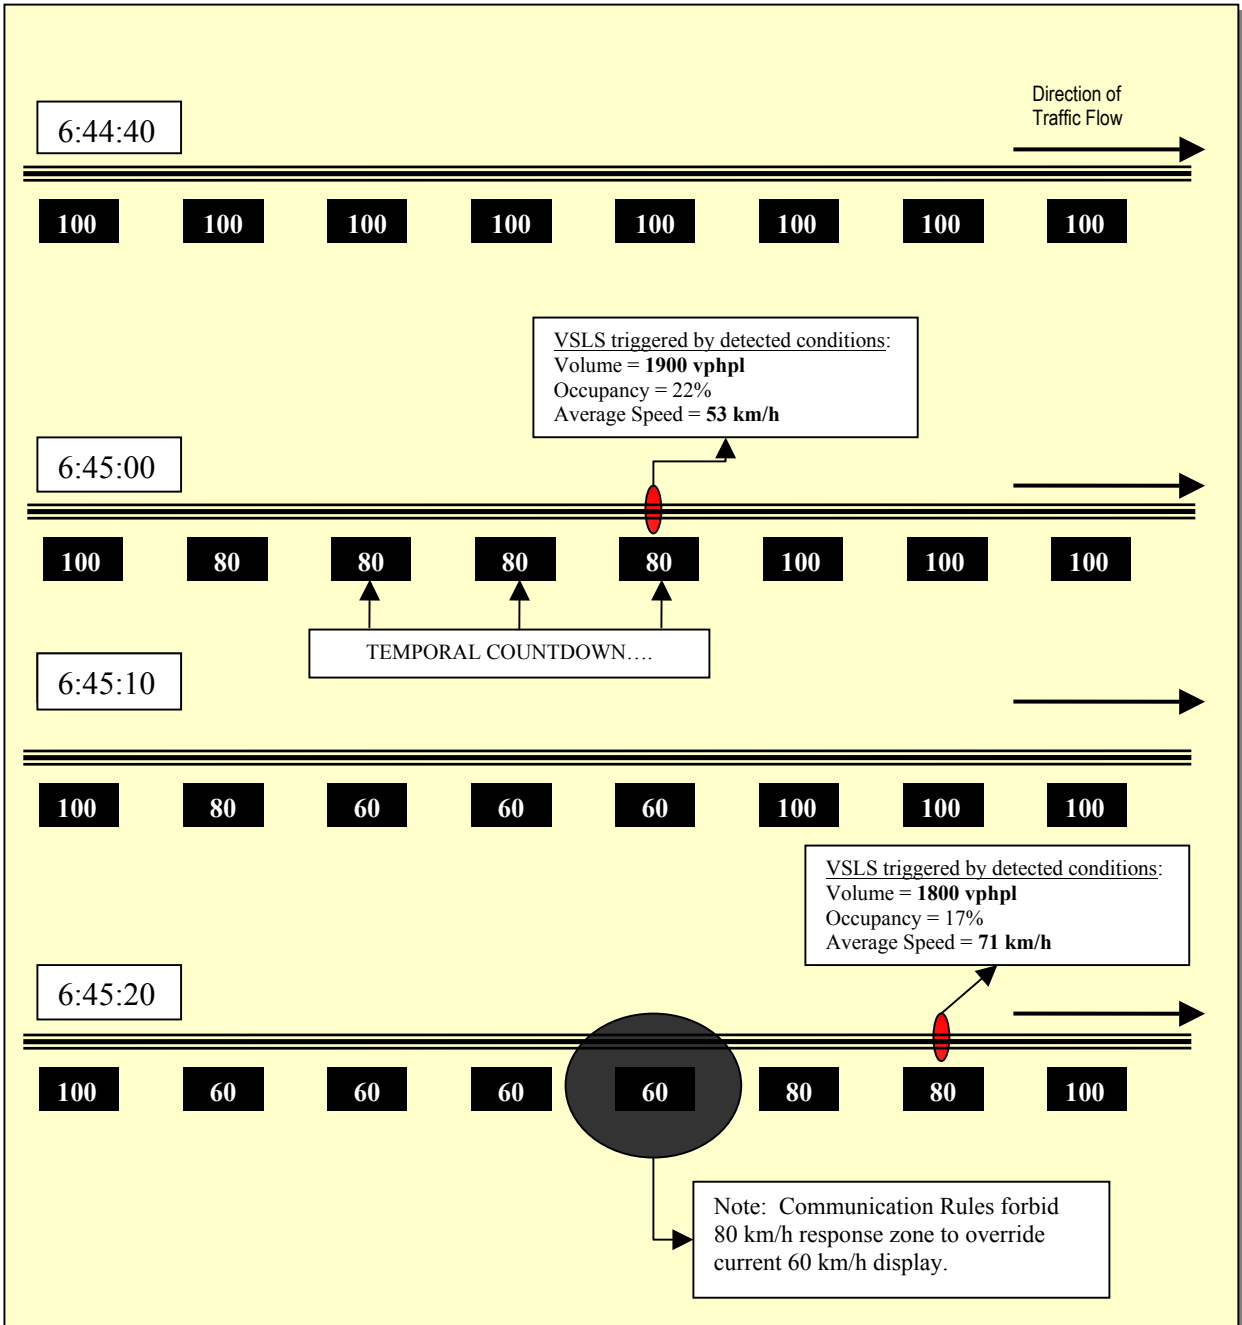 Direction of
Traffic Flow
6:44:40
100 100 100 100 100 100 100 100
VSLS triggered by detected conditions:
Volume = 1900 vphpl
Occupancy = 22%
Average Speed = 53 km/h
6:45:00
100 80 80 80 80 100 100 100
TEMPORAL COUNTDOWN….
6:45:10
100 80 60 60 60 100 100 100
VSLS triggered by detected conditions:
Volume = 1800 vphpl
Occupancy = 17%
Average Speed = 71 km/h
6:45:20
100 60 60 60 60 80 80 100
Note: Communication Rules forbid
80 km/h response zone to override
current 60 km/h display.